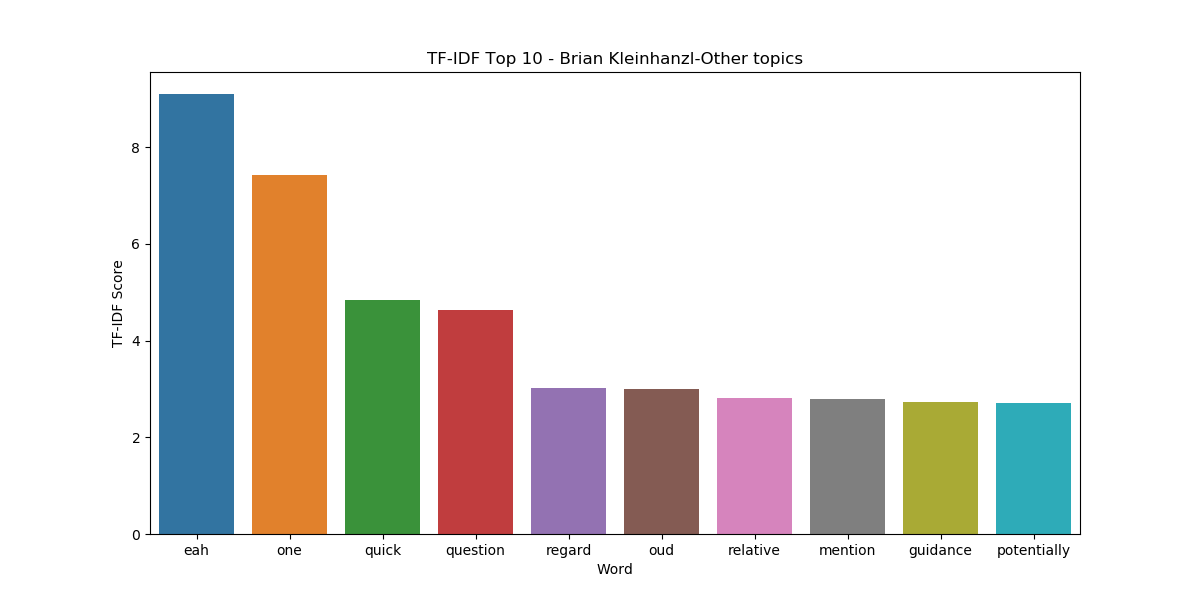 TF-IDF Top 10 - Brian Kleinhanzl-Other topics
TF-IDF Score
8
6
4
2
0
eah one quick question regard oud relative mention guidance potentially
Word